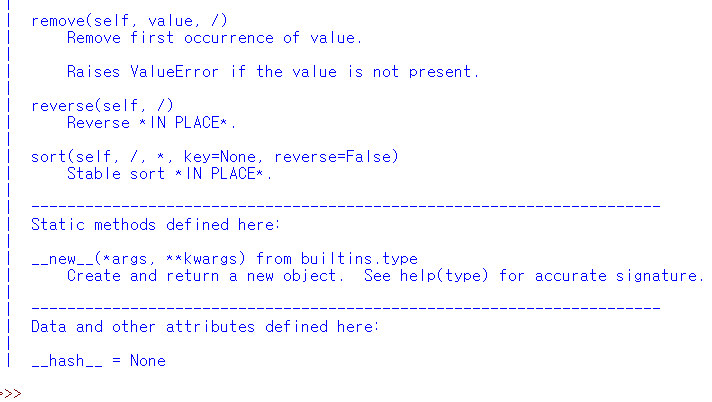 |
|  remove(self, value, /)
|      Remove first occurrence of value.
|
|      Raises ValueError if the value is not present.
|
|  reverse(self, /)
|      Reverse *IN PLACE*.
|
|  sort(self, /, *, key=None, reverse=False)
|      Stable sort *IN PLACE*.
|
|  ----------------------------------------------------------------------
|  Static methods defined here:
|
|  __new__(*args, **kwargs) from builtins.type
|      Create and return a new object.  See help(type) for accurate signature.
|
|  ----------------------------------------------------------------------
|  Data and other attributes defined here:
|
|  __hash__ = None
>>>